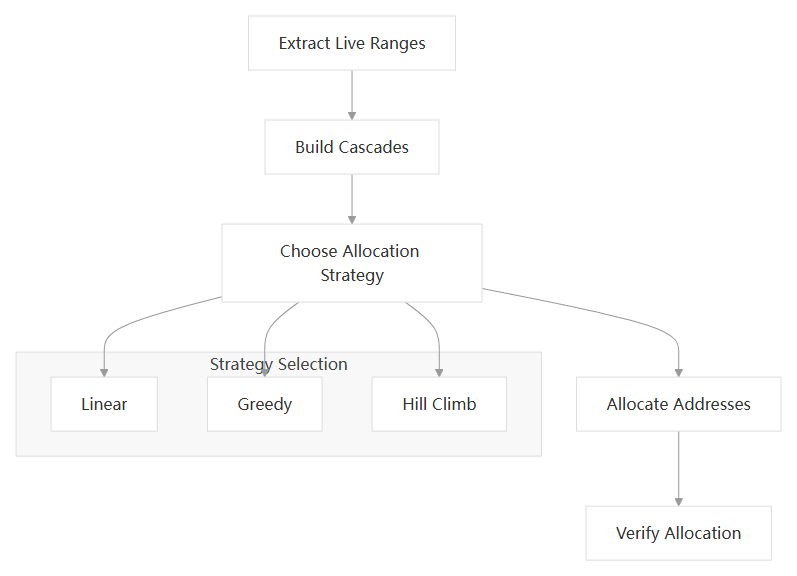 Extract Live Ranges
Build Cascades
Choose Allocation
Strategy
Strategy Selection
Linear
Greedy
Hill Climb
Allocate Addresses
Verify Allocation